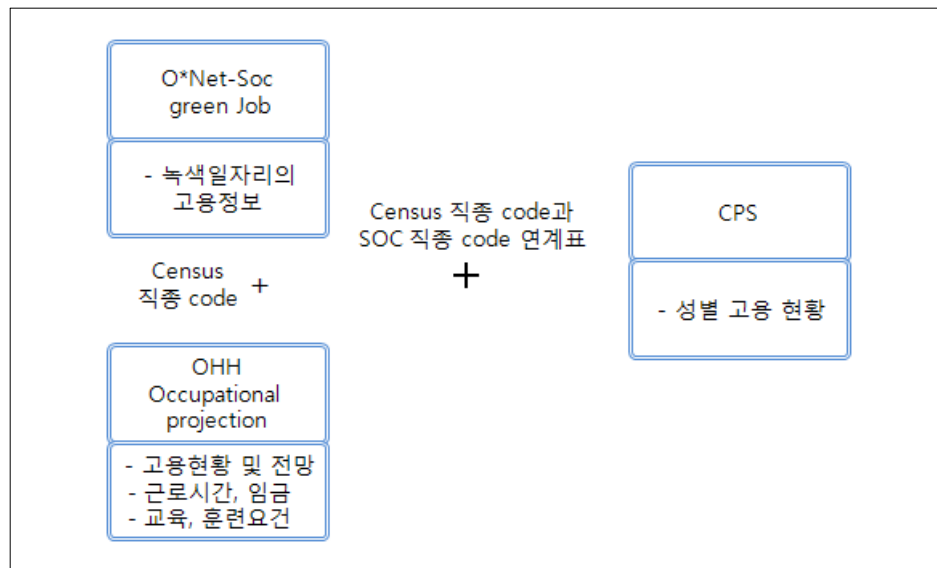 O*Net-Soc
green Job
- 녹색일자리의
고용정보
Census
직종 code +
OHH
Occupational
projection
- 고용현황 및 전망
- 근로시간, 임금
- 교육, 훈련요건
Census 직종 code과
SOC 직종 code 연계표
+
CPS
- 성별 고용 현황